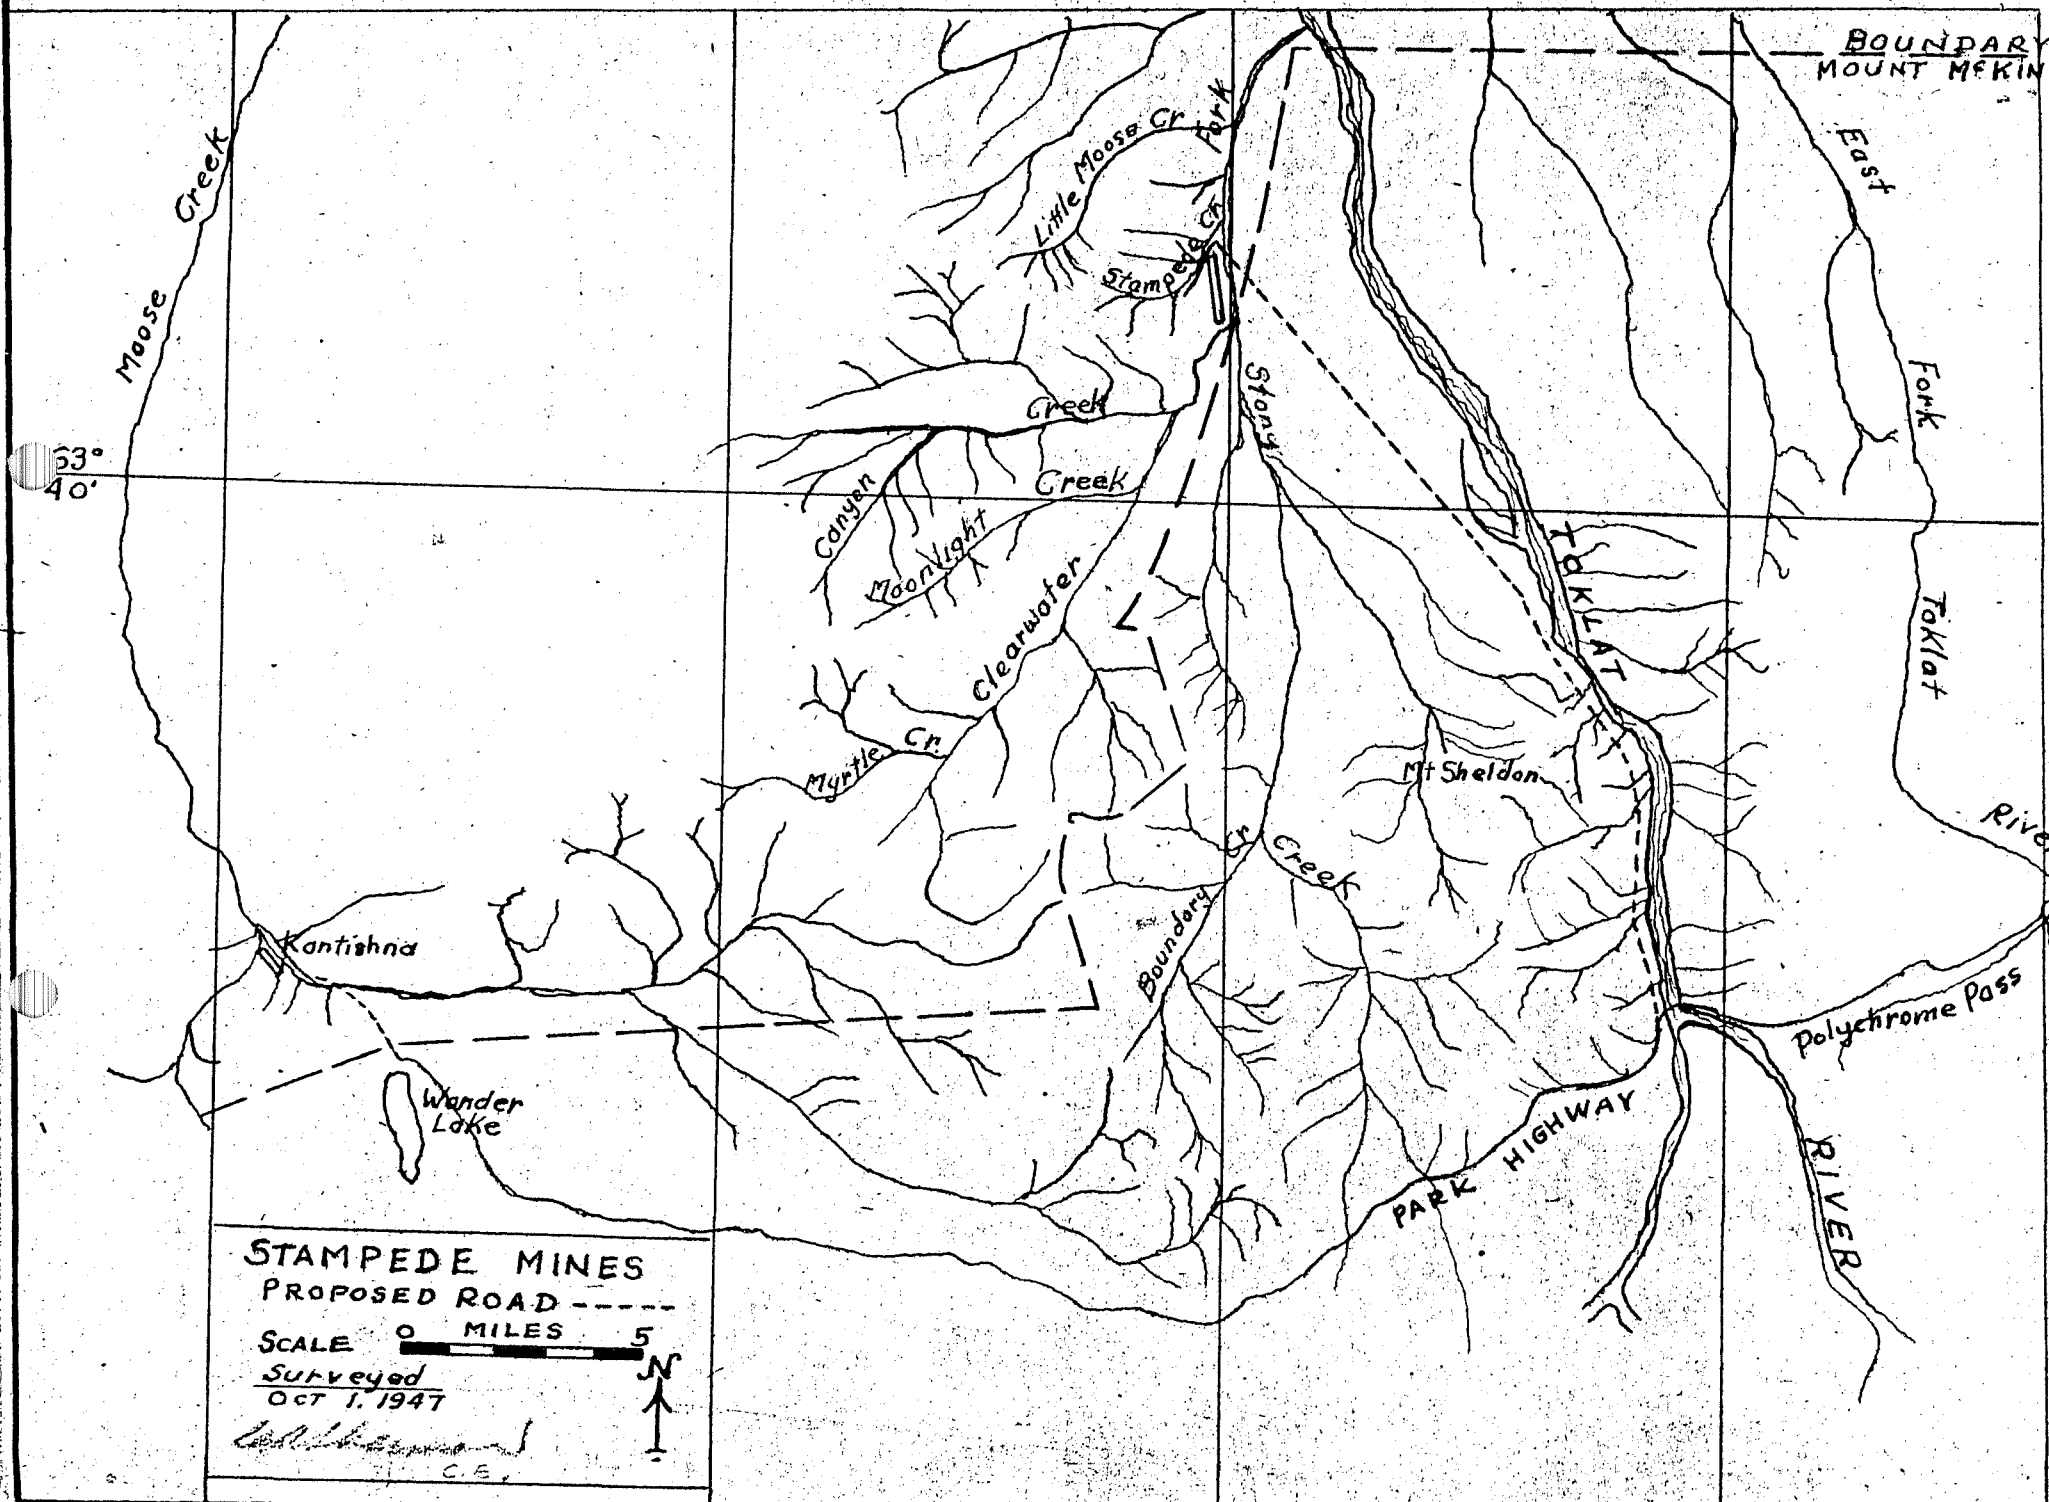 BOUNDARY
MOUNT McKIN
East
Fork
Toklat
Rive
Moose Creek
Little Moose Cr
Fork
Stampede Cr.
Stony
Creek
Canyon
Creek
Moonlight
Clearwater
Myrtle Cr.
63°
40'
TOKLAT
Mt Sheldon
Cr
Creek
Boundary
Kantishna
Wonder
Lake
Polychrome Pass
PARK HIGHWAY
RIVER
STAMPEDE MINES
PROPOSED ROAD -----
SCALE 0 MILES 5
N
Surveyed
OCT 1. 1947
C.E.